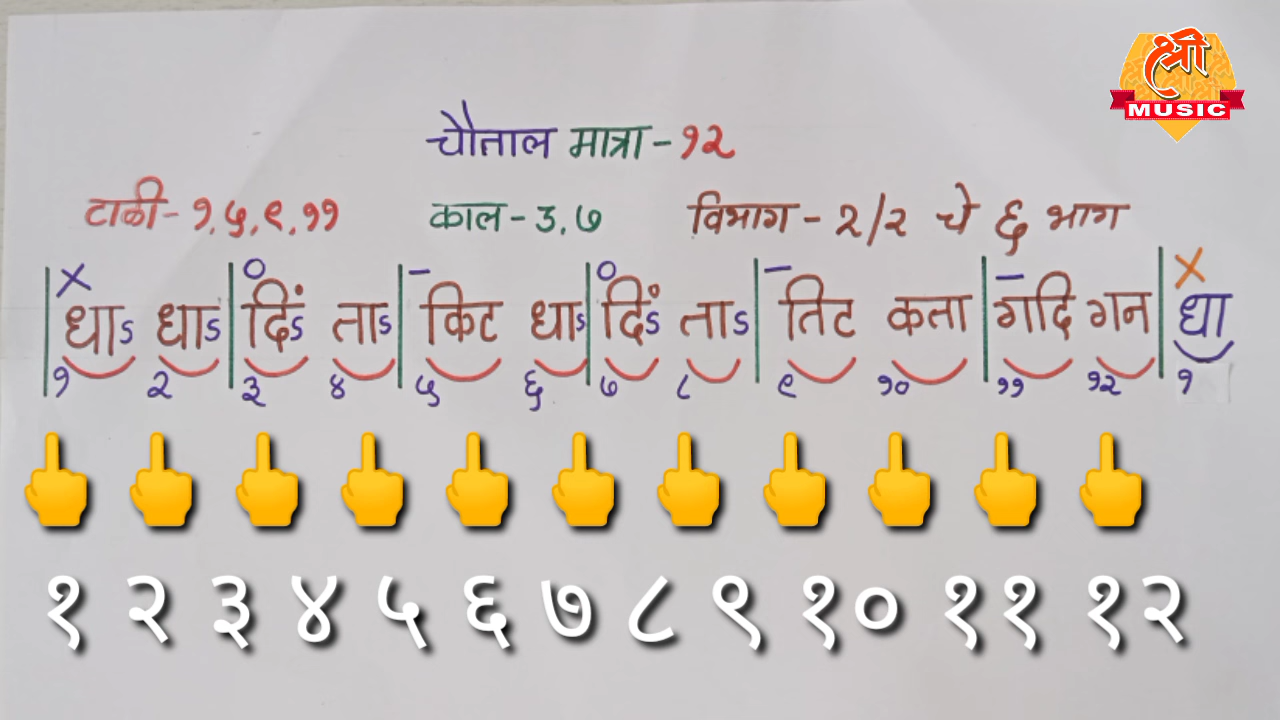 श्री
MUSIC
चौताल मात्रा - १२
टाळी - १,५,९,११ काल - ३,७ विभाग - २/२ चे ६ भाग
X o - o - - X
| धाऽ धाऽ | दिंऽ ताऽ | किट धाऽ | दिंऽ ताऽ | तिट कता | गदि गन | धा
१ २ ३ ४ ५ ६ ७ ८ ९ १० ११ १२ १
१ २ ३ ४ ५ ६ ७ ८ ९ १० ११ १२